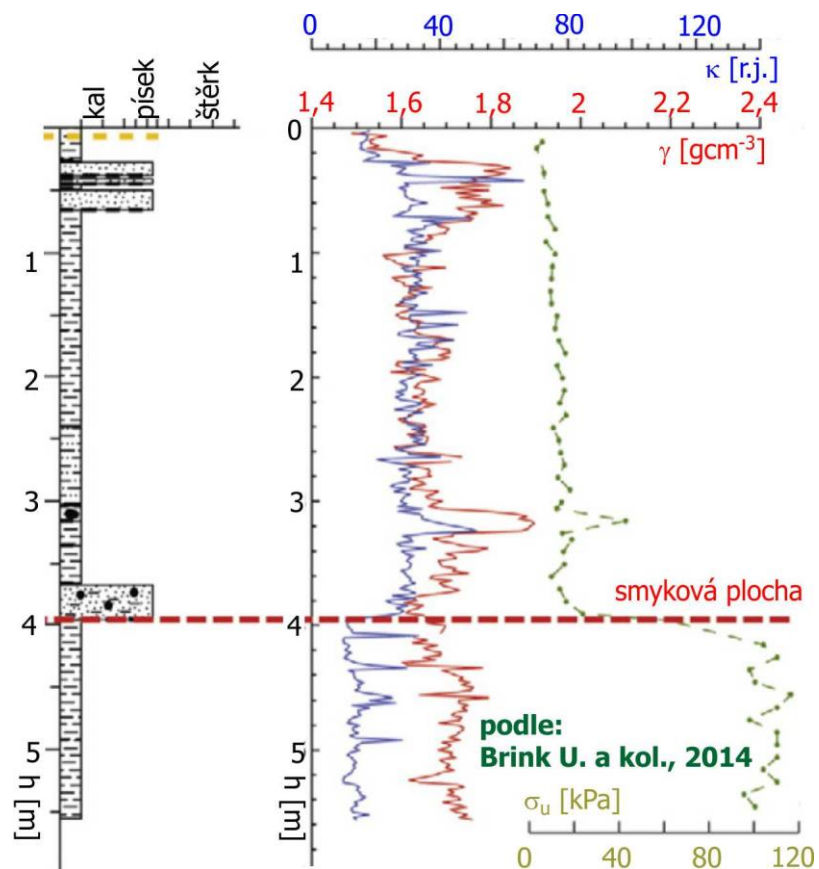 0 40 80 120
κ [r.j.]
kal
písek
štěrk
1,4 1,6 1,8 2 2,2 2,4
γ [gcm-3]
0
1 1
2 2
3 3
smyková plocha
4 4
podle:
Brink U. a kol., 2014
5 5
h [m] h [m]
σu [kPa]
0 40 80 120